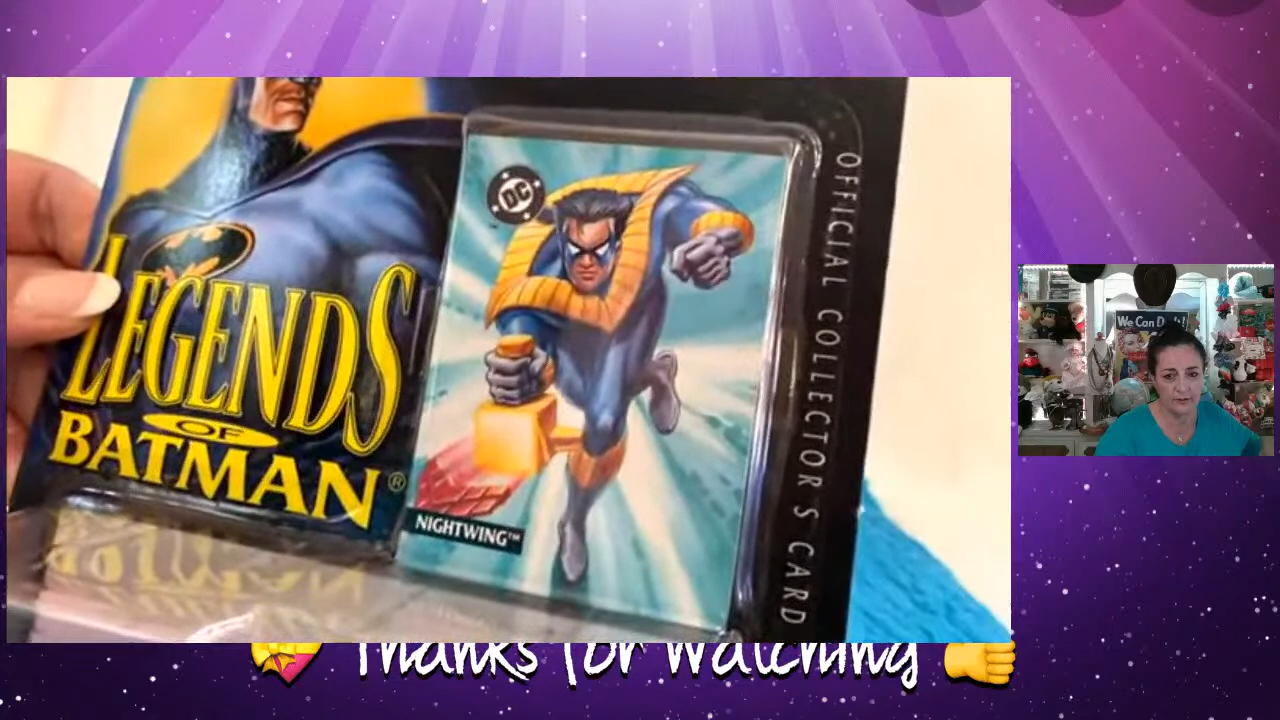 DC
LEGENDS
OF
BATMAN®
NIGHTWING™
OFFICIAL COLLECTOR'S CARD
We Can Do It!
Thanks for Watching